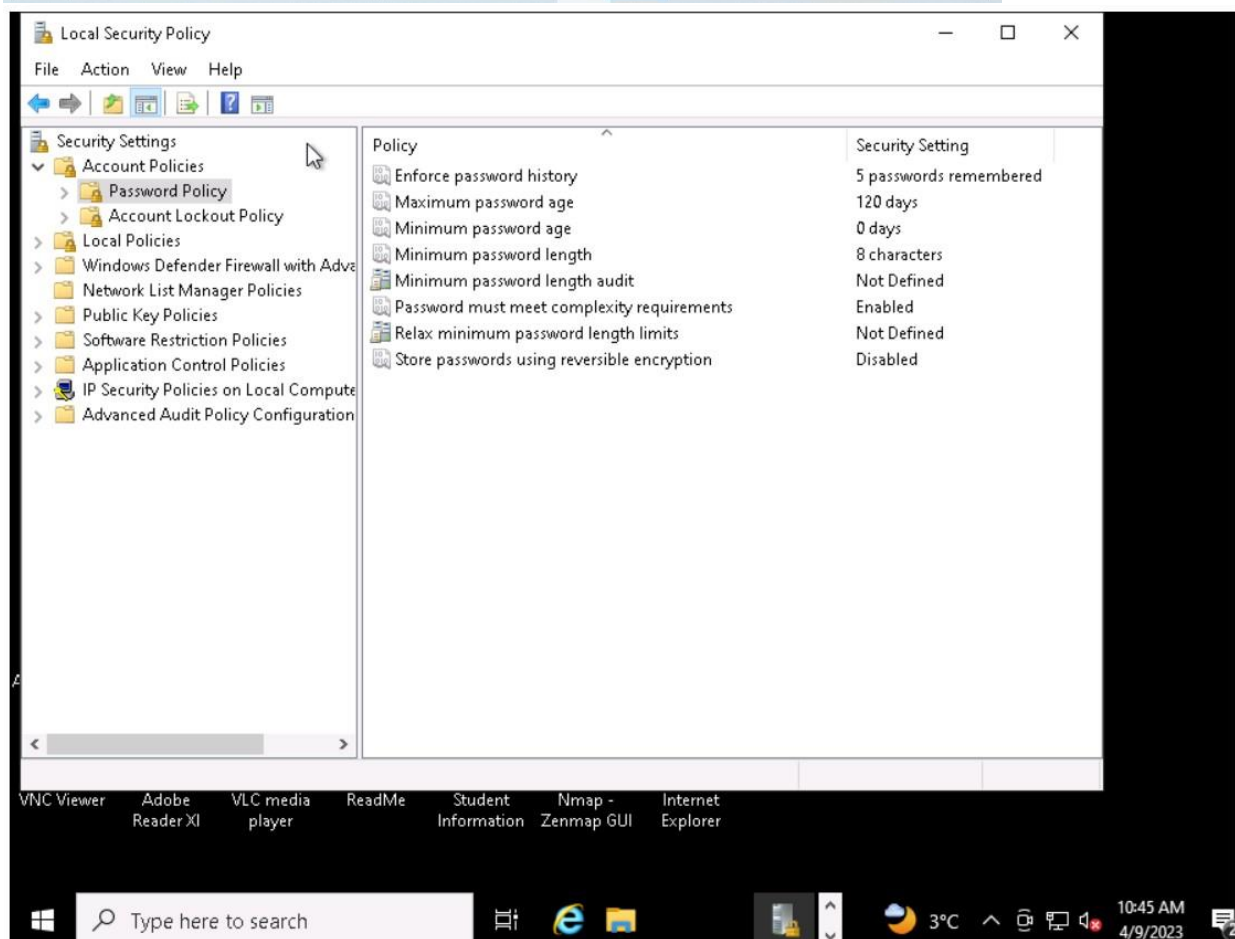 Local Security Policy
File Action View Help
Security Settings
Account Policies
Password Policy
Account Lockout Policy
Local Policies
Windows Defender Firewall with Adva
Network List Manager Policies
Public Key Policies
Software Restriction Policies
Application Control Policies
IP Security Policies on Local Compute
Advanced Audit Policy Configuration
Policy Security Setting
Enforce password history 5 passwords remembered
Maximum password age 120 days
Minimum password age 0 days
Minimum password length 8 characters
Minimum password length audit Not Defined
Password must meet complexity requirements Enabled
Relax minimum password length limits Not Defined
Store passwords using reversible encryption Disabled
VNC Viewer Adobe VLC media ReadMe Student Nmap - Internet
Reader XI player Information Zenmap GUI Explorer
Type here to search
3°C
10:45 AM
4/9/2023